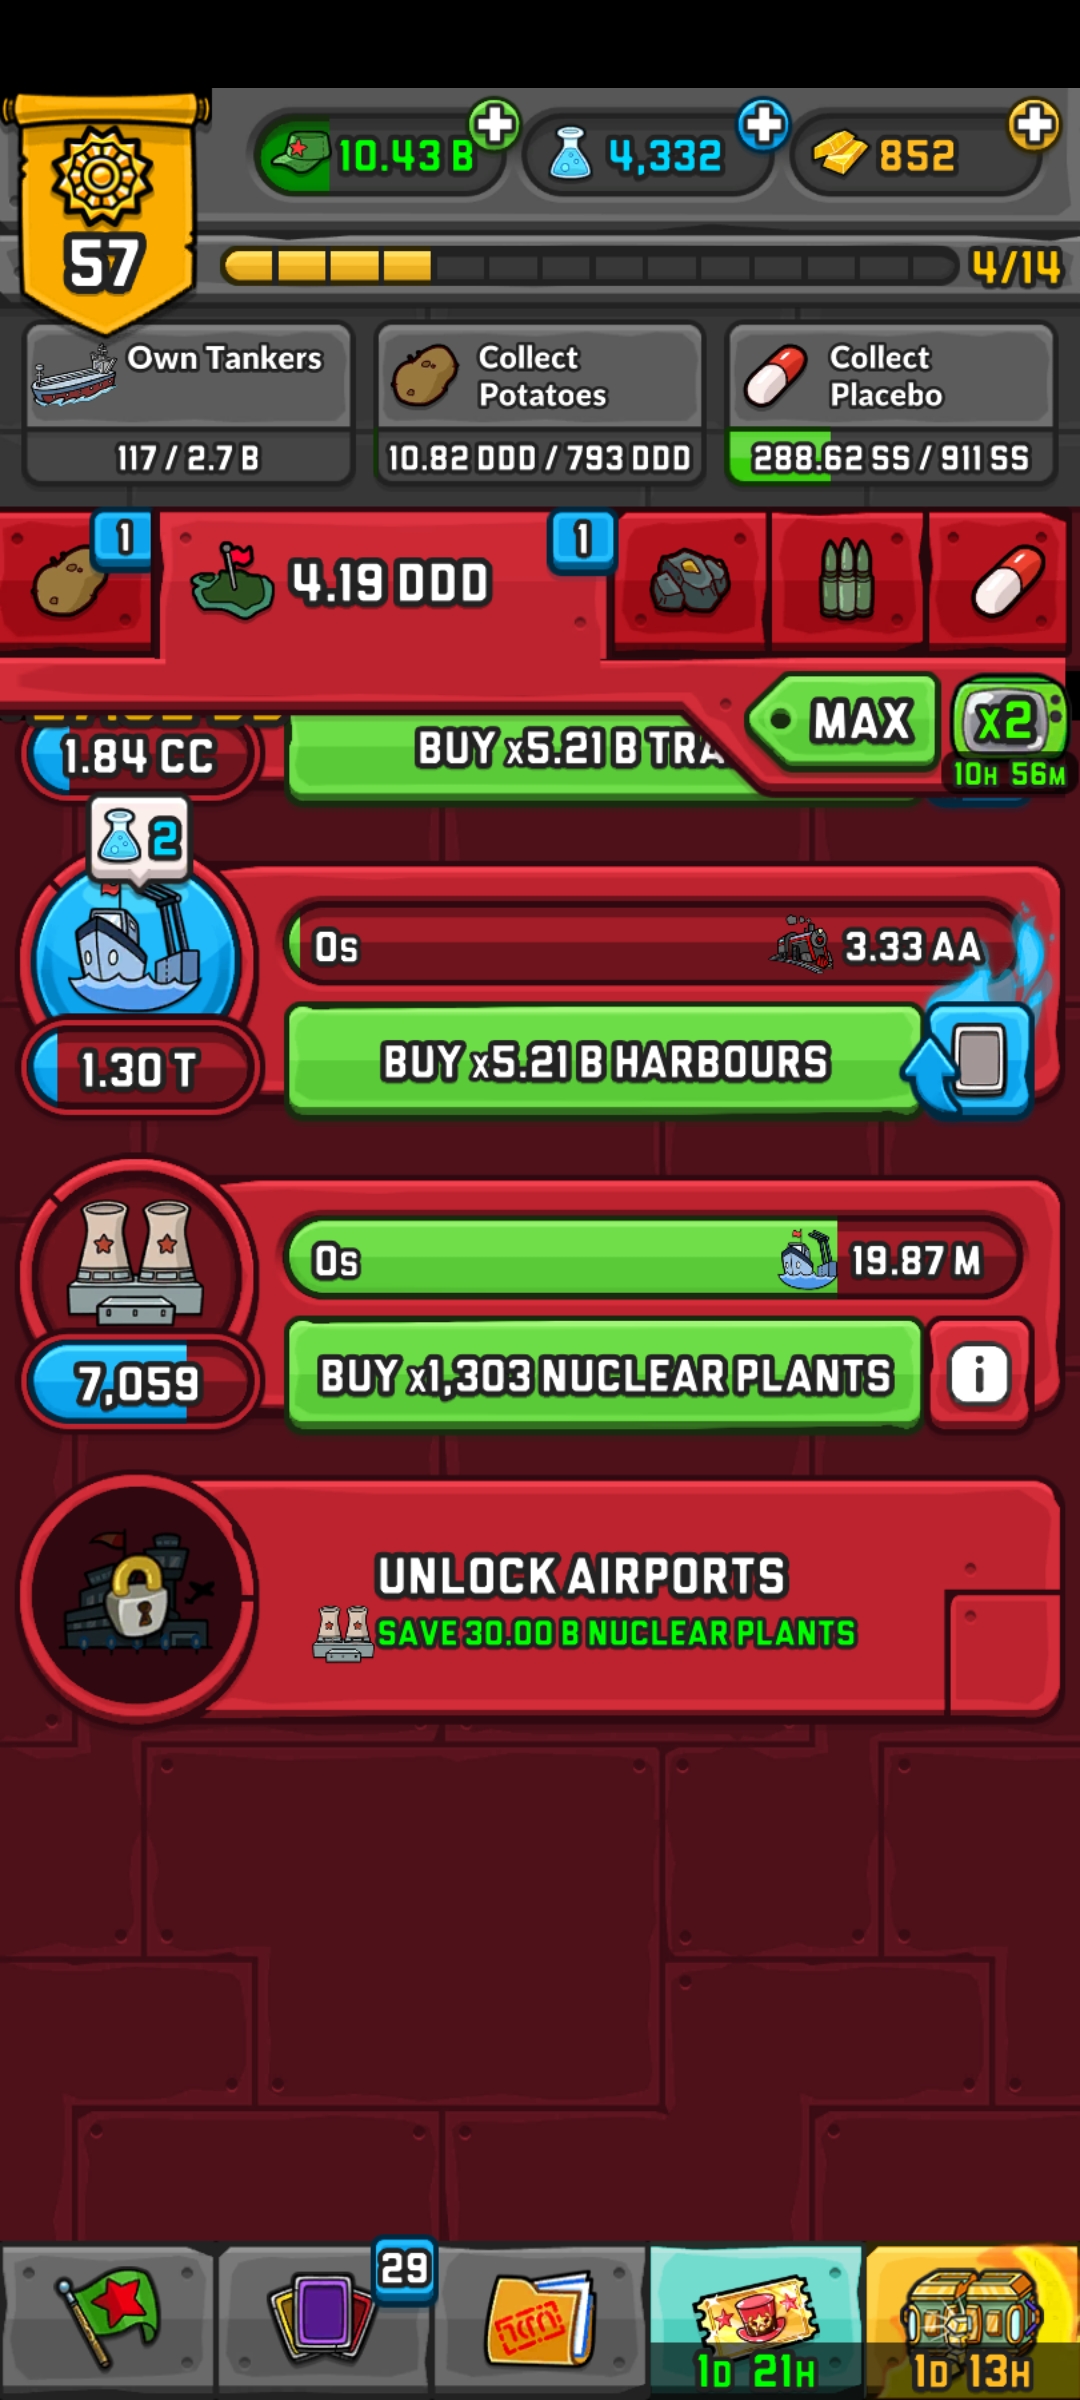 57
10.43 B
4,332
852
4/14
Own Tankers
117 / 2.7 B
Collect
Potatoes
10.82 DDD / 793 DDD
Collect
Placebo
288.62 SS / 911 SS
1
4.19 DDD
1
MAX
x2
10H 56M
1.84 CC
BUY x5.21 B TRA
2
0s
3.33 AA
1.30 T
BUY x5.21 B HARBOURS
0s
19.87 M
7,059
BUY x1,303 NUCLEAR PLANTS
i
UNLOCK AIRPORTS
SAVE 30.00 B NUCLEAR PLANTS
29
1D 21H
1D 13H